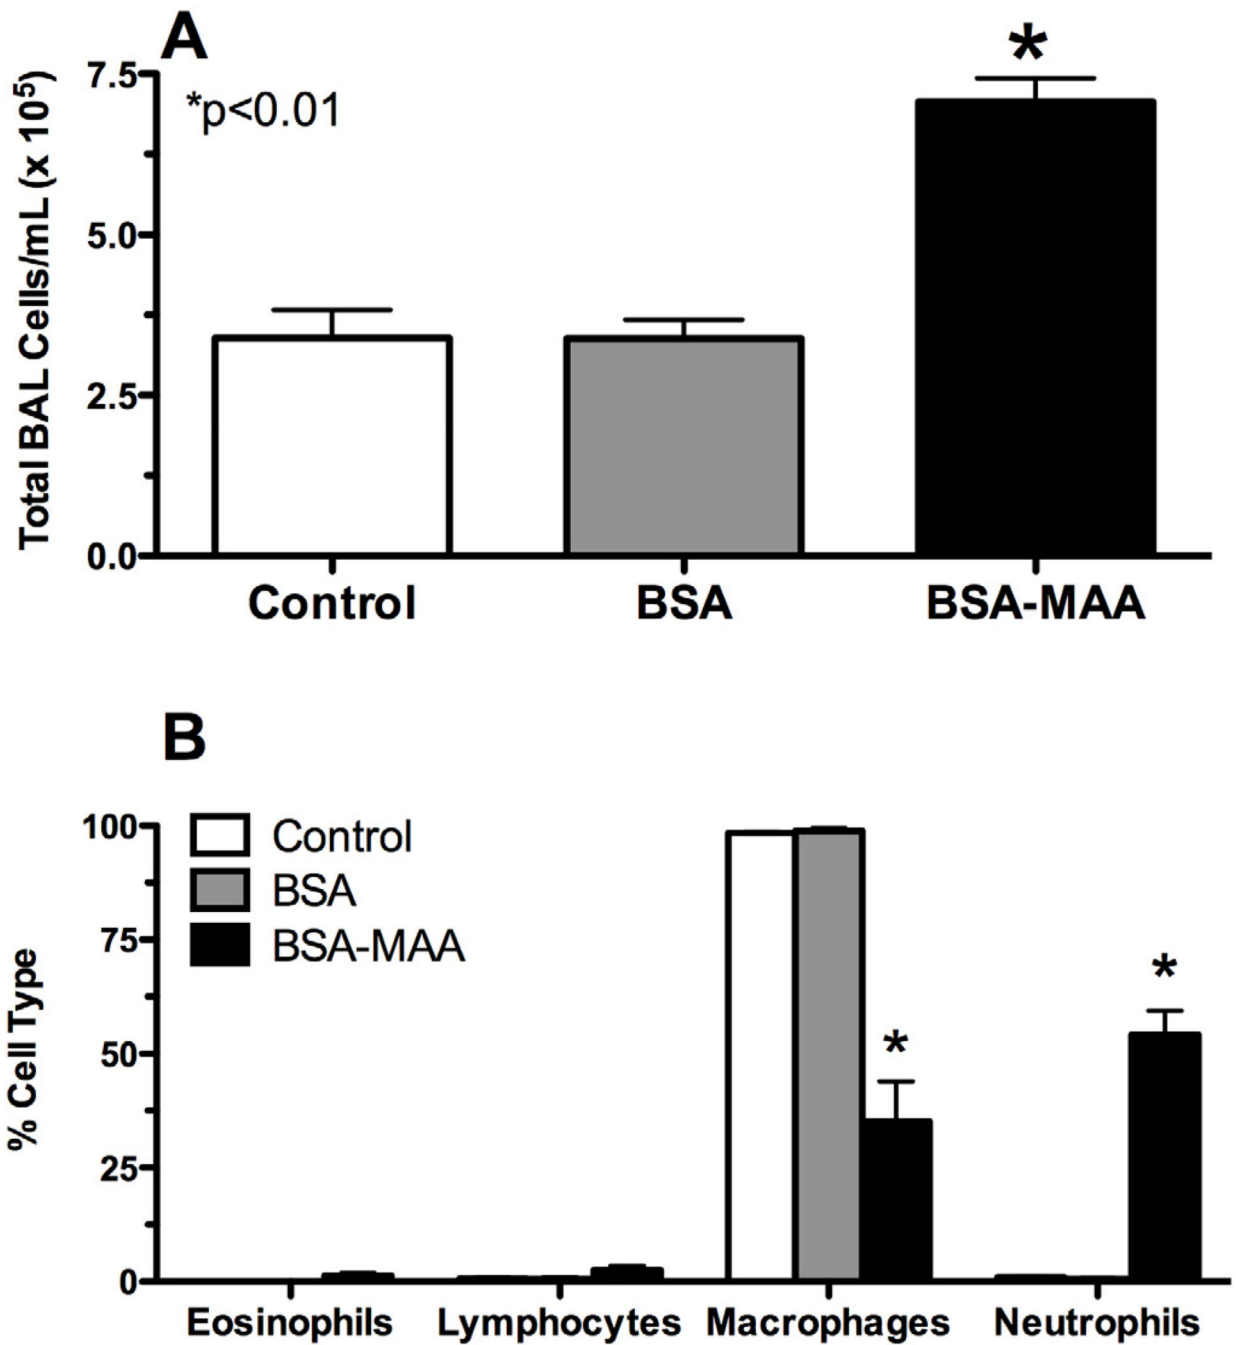 A
*
7.5
*p<0.01
5.0
2.5
0.0
Total BAL Cells/mL (x 10⁵)
Control BSA BSA-MAA
B
100
75
50
25
0
% Cell Type
Control
BSA
BSA-MAA
*
*
Eosinophils Lymphocytes Macrophages Neutrophils